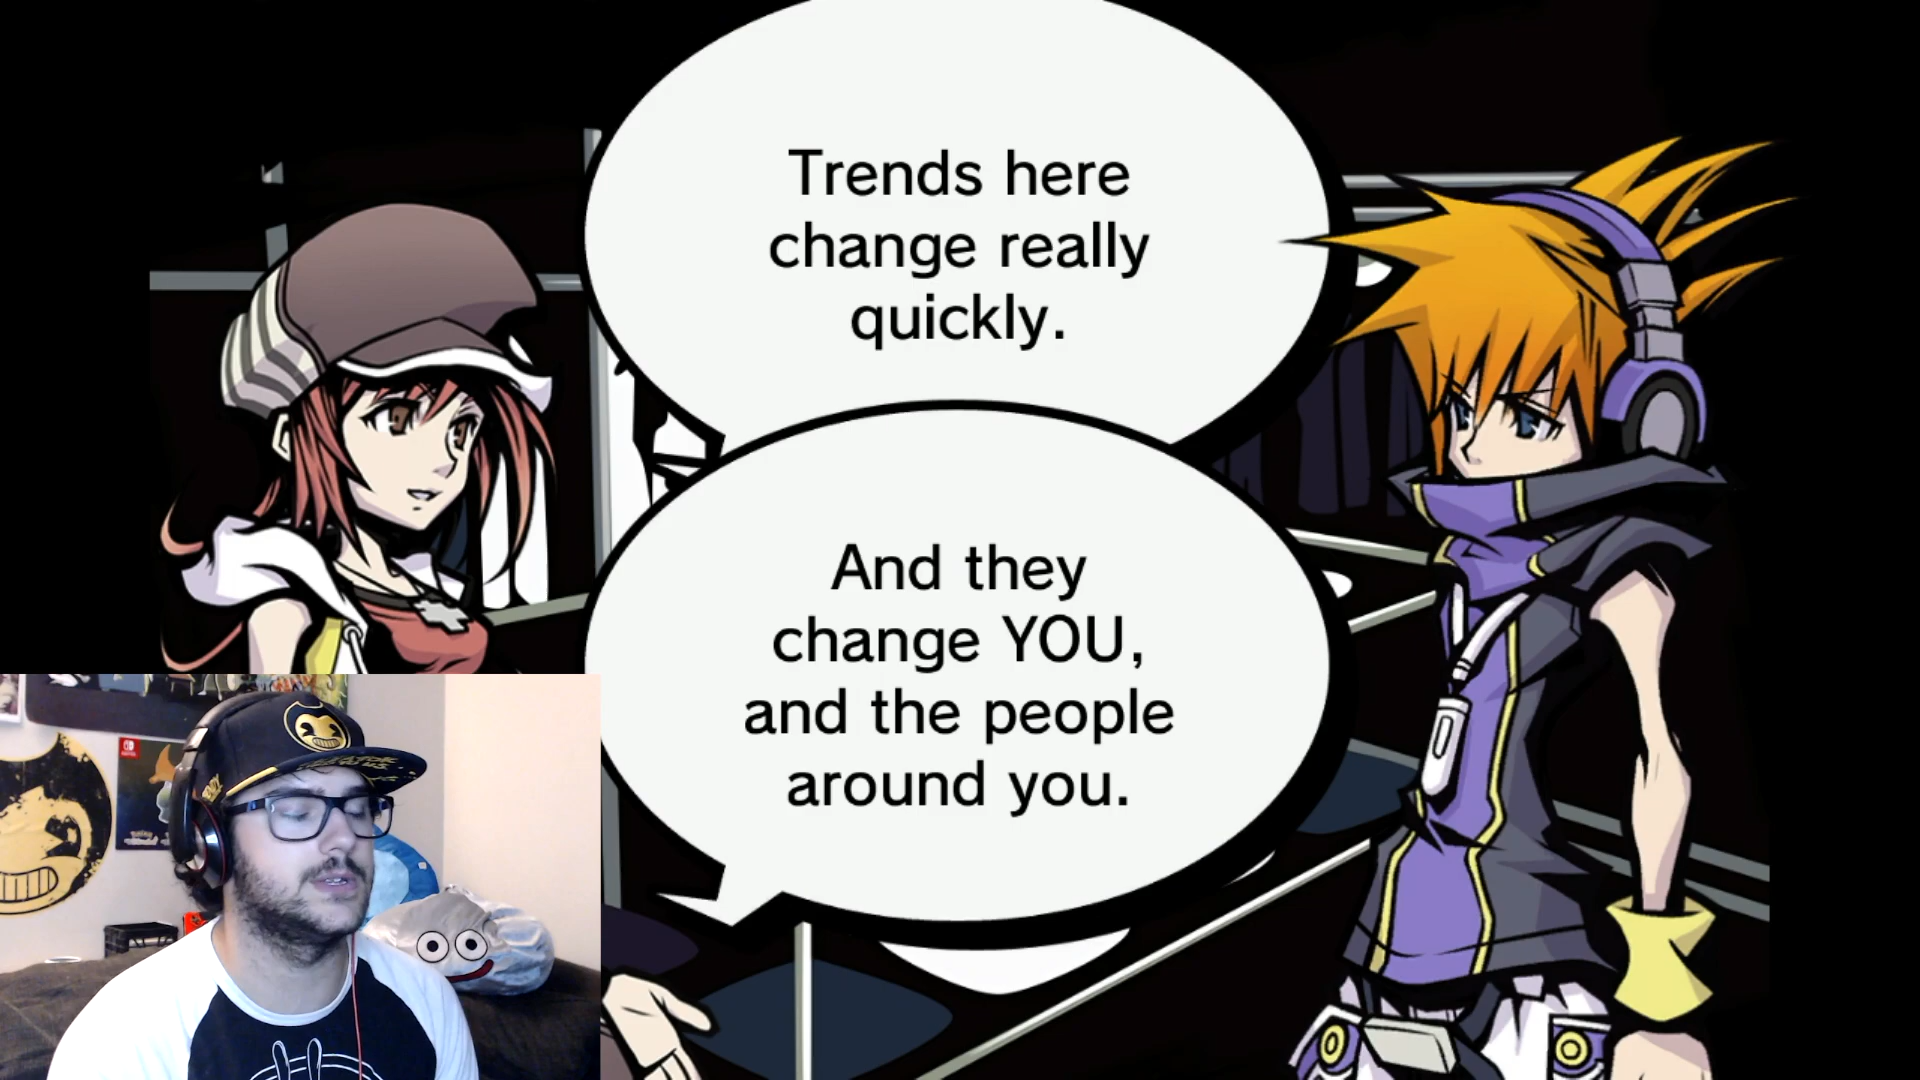 Trends here
change really
quickly.
And they
change YOU,
and the people
around you.